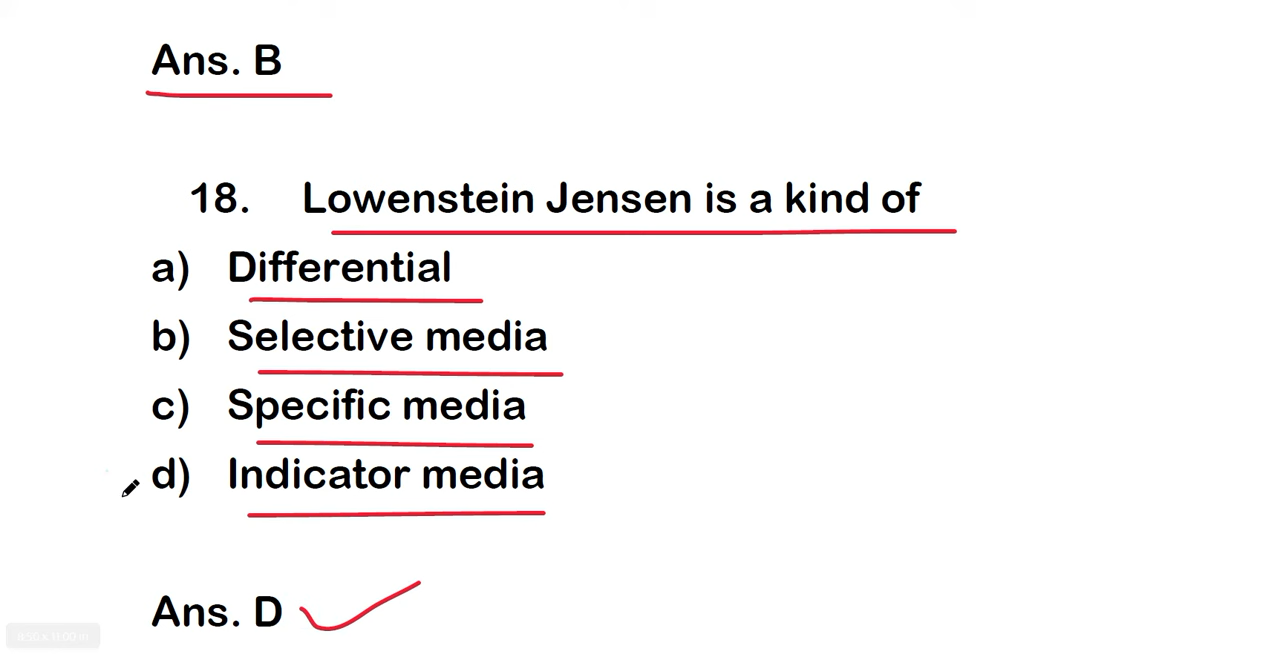 Ans. B
18. Lowenstein Jensen is a kind of
a) Differential
b) Selective media
c) Specific media
d) Indicator media
Ans. D